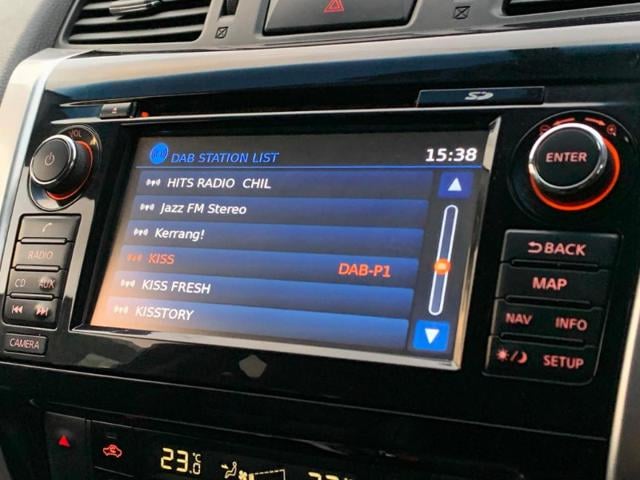 SD
VOL
DAB STATION LIST 15:38
HITS RADIO CHIL
Jazz FM Stereo
Kerrang!
KISS DAB-P1
KISS FRESH
KISSTORY
RADIO
CD AUX
CAMERA
ENTER
BACK
MAP
NAV INFO
SETUP
23.0